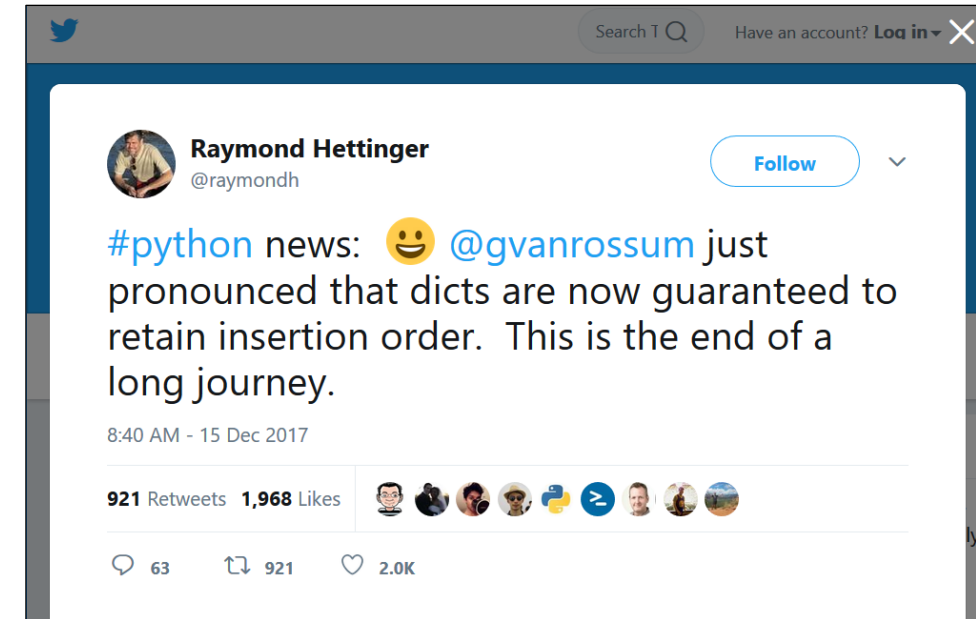 Search T
Have an account? Log in
Raymond Hettinger
@raymondh
Follow
#python news: 😃 @gvanrossum just
pronounced that dicts are now guaranteed to
retain insertion order. This is the end of a
long journey.
8:40 AM - 15 Dec 2017
921 Retweets 1,968 Likes
63 921 2.0K